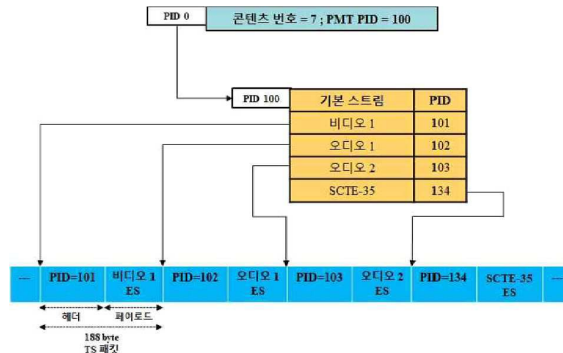 PID 0
콘텐츠 번호 = 7 ; PMT PID = 100
PID 100
기본 스트림 PID
비디오 1 101
오디오 1 102
오디오 2 103
SCTE-35 134
--- PID=101 비디오 1 ES PID=102 오디오 1 ES PID=103 오디오 2 ES PID=134 SCTE-35 ES ---
헤더 페이로드
188 byte
TS 패킷